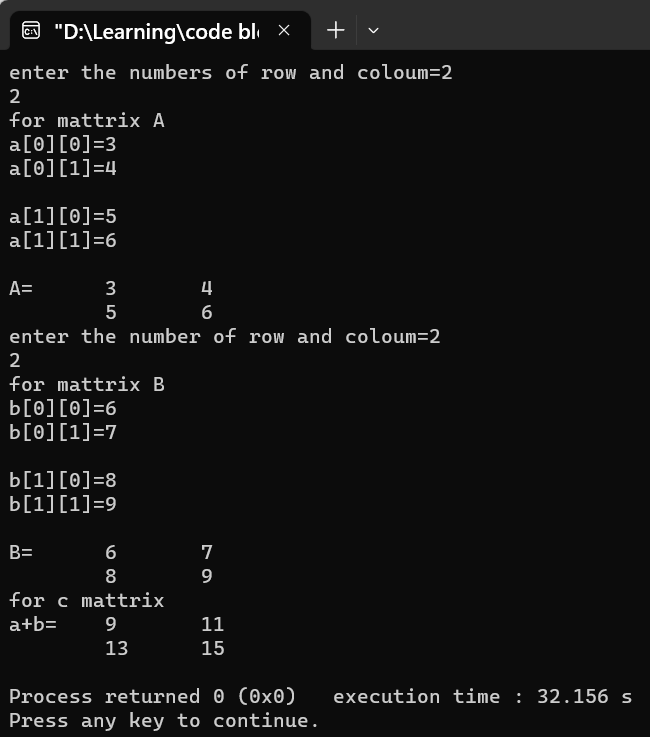 "D:\Learning\code bl
enter the numbers of row and coloum=2
2
for mattrix A
a[0][0]=3
a[0][1]=4
a[1][0]=5
a[1][1]=6
A= 3 4
5 6
enter the number of row and coloum=2
2
for mattrix B
b[0][0]=6
b[0][1]=7
b[1][0]=8
b[1][1]=9
B= 6 7
8 9
for c mattrix
a+b= 9 11
13 15
Process returned 0 (0x0) execution time : 32.156 s
Press any key to continue.